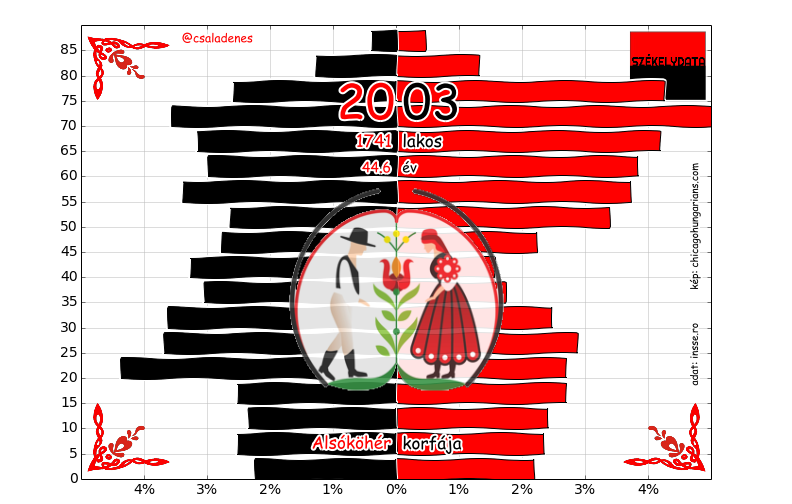 @csaladenes
SZÉKELYDATA
2003
1741 lakos
44.6 év
kép: chicagohungarians.com
adat: insse.ro
Alsóköhér korfája
85
80
75
70
65
60
55
50
45
40
35
30
25
20
15
10
5
0
4% 3% 2% 1% 0% 1% 2% 3% 4%